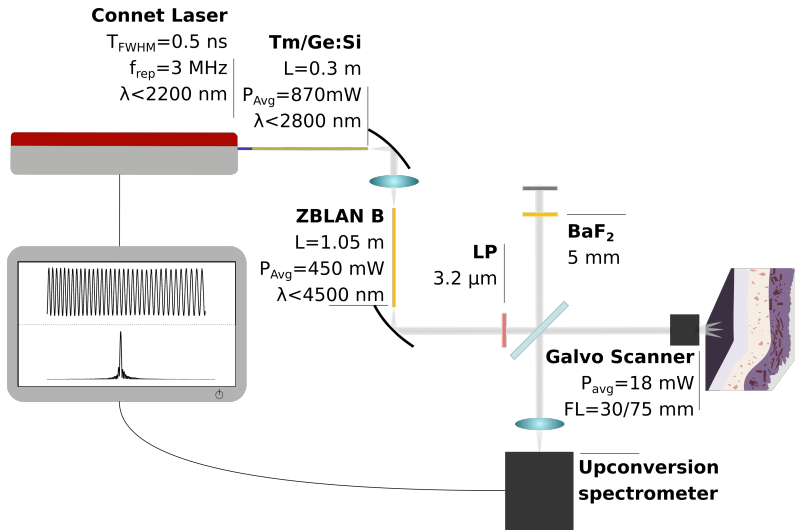 Connet Laser
T_FWHM=0.5 ns
f_rep=3 MHz
λ<2200 nm
Tm/Ge:Si
L=0.3 m
P_Avg=870mW
λ<2800 nm
ZBLAN B
L=1.05 m
P_Avg=450 mW
λ<4500 nm
LP
3.2 μm
BaF₂
5 mm
Galvo Scanner
P_avg=18 mW
FL=30/75 mm
Upconversion
spectrometer